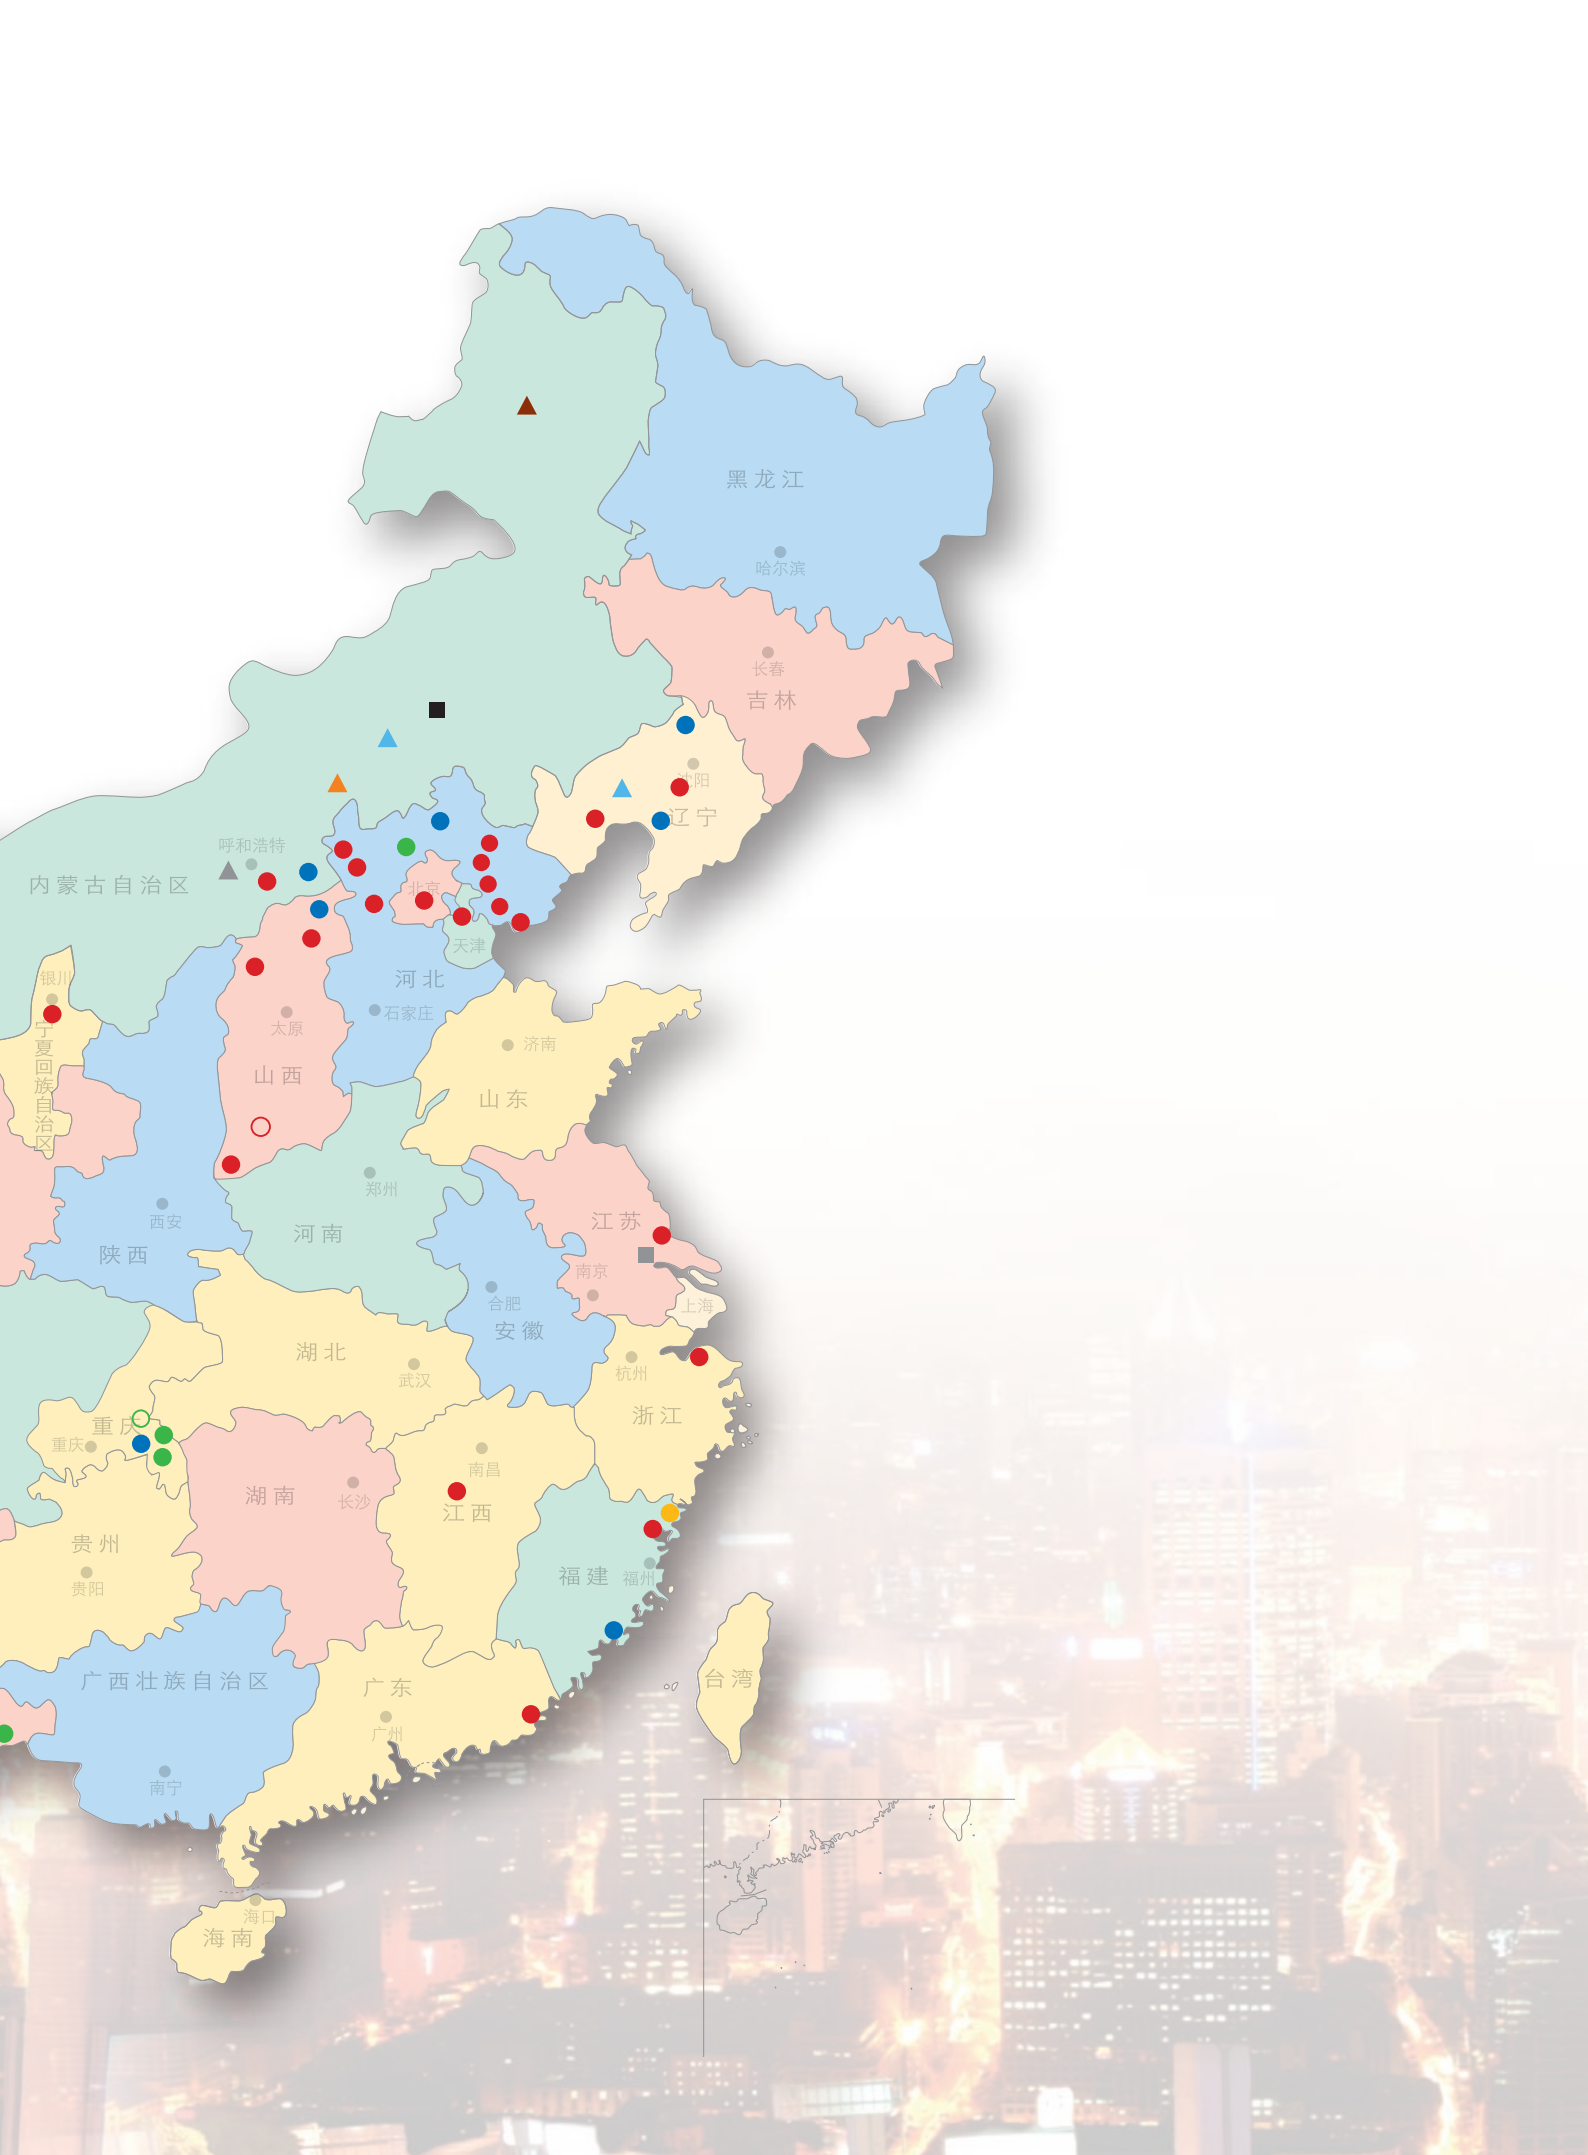 黑龙江
哈尔滨
长春
吉林
沈阳
辽宁
呼和浩特
内蒙古自治区
北京
天津
河北
银川
石家庄
宁夏回族自治区
太原
济南
山西
山东
郑州
西安
江苏
河南
陕西
南京
合肥
上海
安徽
湖北
杭州
武汉
浙江
重庆
重庆
南昌
湖南
长沙
江西
贵州
福建
福州
贵阳
广西壮族自治区
台湾
广东
广州
南宁
海口
海南